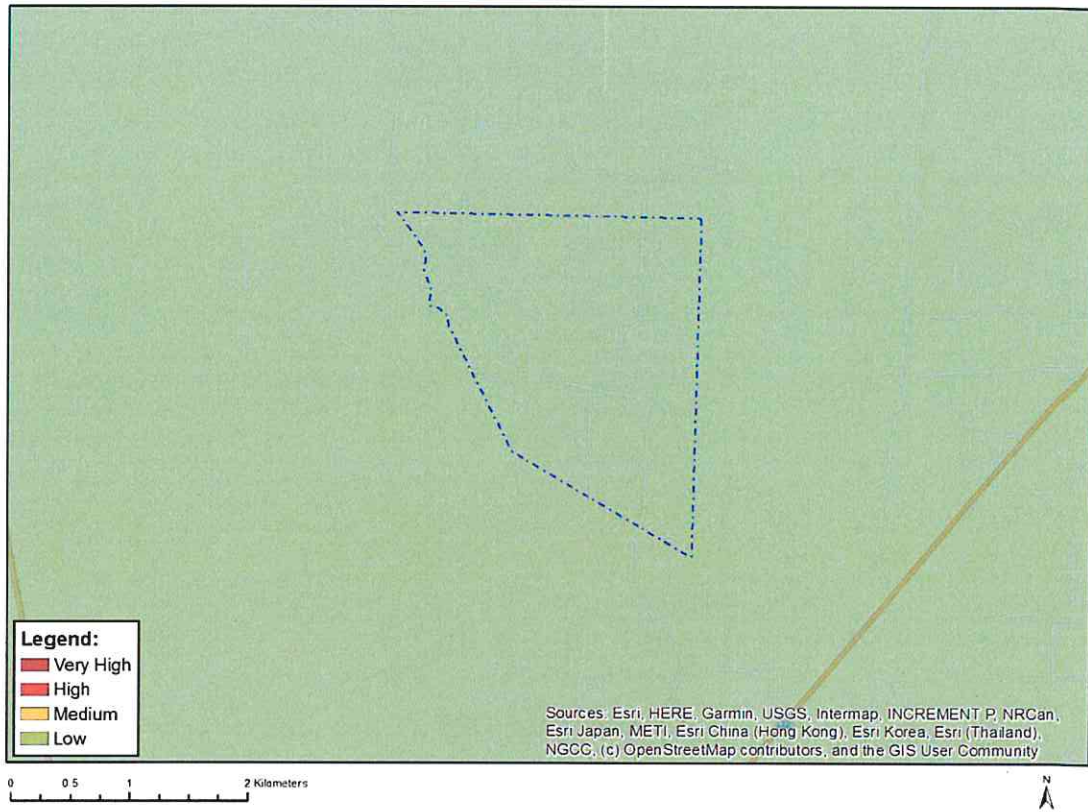 Legend:
Very High
High
Medium
Low
Sources: Esri, HERE, Garmin, USGS, Intermap, INCREMENT P, NRCan,
Esri Japan, METI, Esri China (Hong Kong), Esri Korea, Esri (Thailand),
NGCC, (c) OpenStreetMap contributors, and the GIS User Community
0 0.5 1 2 Kilometers
N